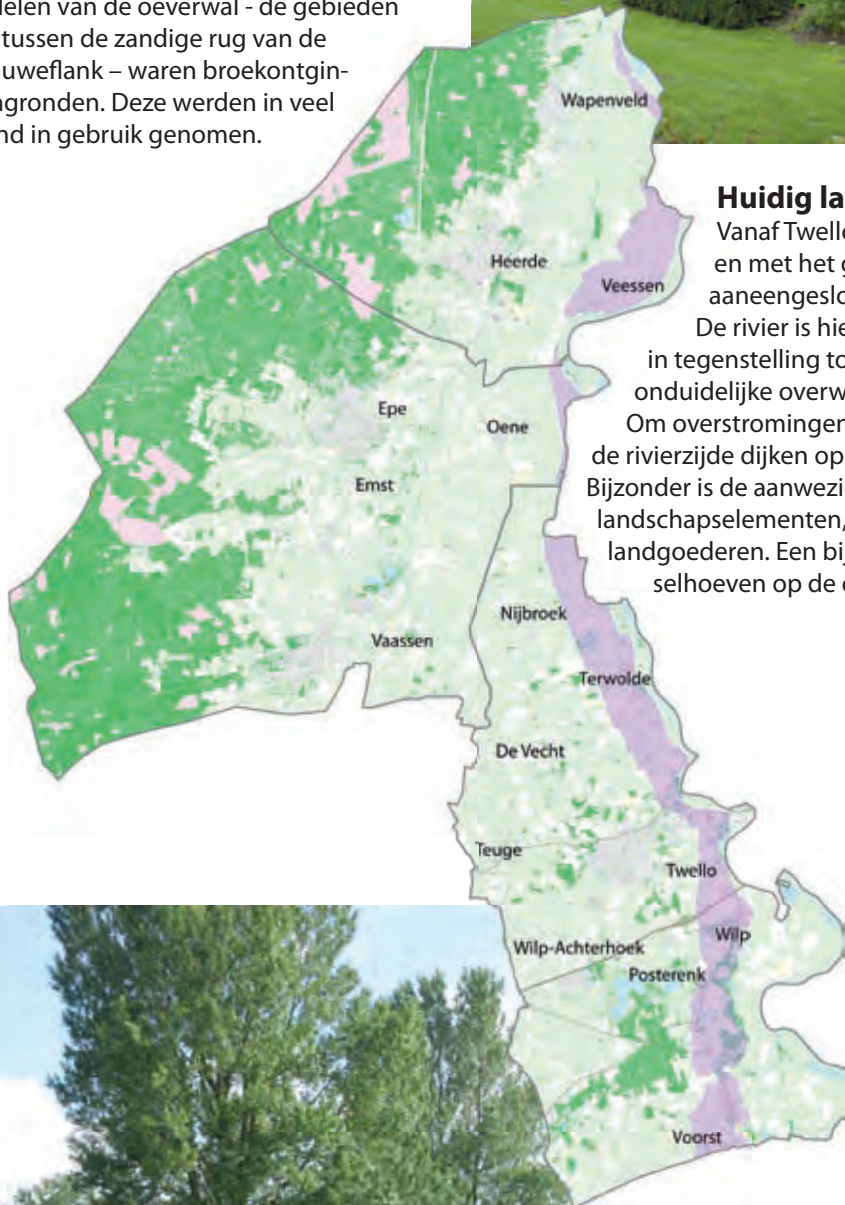 delen van de oeverwal - de gebieden
tussen de zandige rug van de
uweflank – waren broekontgin-
gronden. Deze werden in veel
nd in gebruik genomen.
Wapenveld
Huidig la
Vanaf Twello
en met het g
aaneengeslo
De rivier is hie
in tegenstelling to
onduidelijke overw
Om overstromingen
de rivierzijde dijken op
Bijzonder is de aanwezi
landschapselementen,
landgoederen. Een bij
selhoeven op de
Heerde
Veessen
Epe
Oene
Emst
Nijbroek
Vaassen
Terwolde
De Vecht
Teuge
Twello
Wilp
Wilp-Achterhoek
Posterenk
Voorst